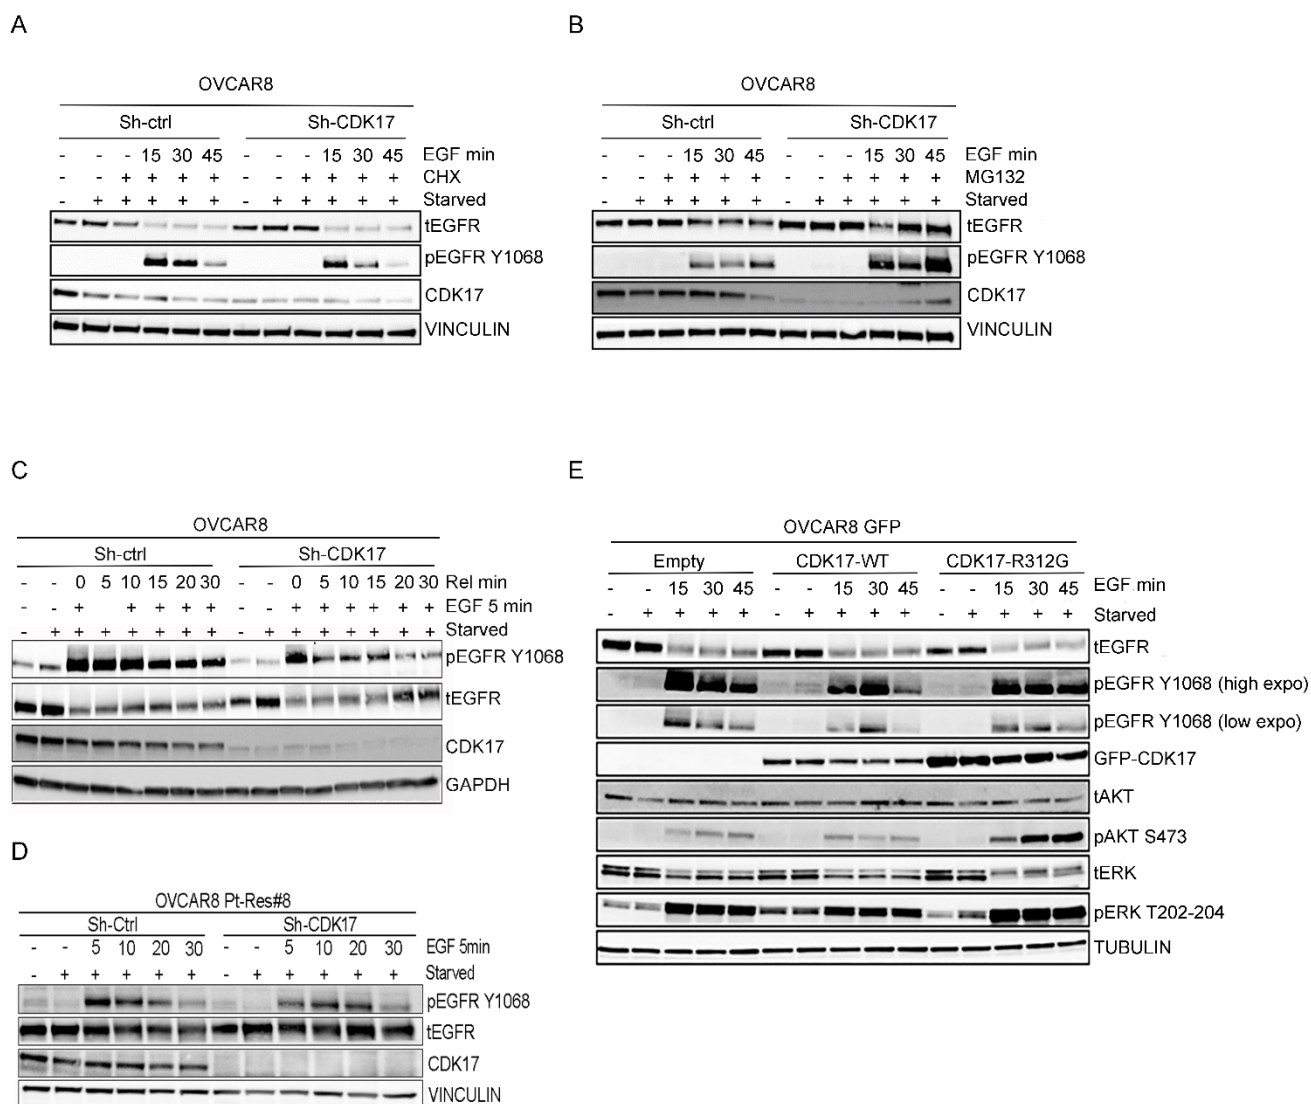 A
OVCAR8
Sh-ctrl Sh-CDK17
- - - 15 30 45 - - - 15 30 45 EGF min
- - + + + + - - + + + + CHX
- + + + + + - + + + + + Starved
tEGFR
pEGFR Y1068
CDK17
VINCULIN
B
OVCAR8
Sh-ctrl Sh-CDK17
- - - 15 30 45 - - - 15 30 45 EGF min
- - + + + + - - + + + + MG132
- + + + + + - + + + + + Starved
tEGFR
pEGFR Y1068
CDK17
VINCULIN
C
OVCAR8
Sh-ctrl Sh-CDK17
- - 0 5 10 15 20 30 - - 0 5 10 15 20 30 Rel min
- - + + + + + - - + + + + + + EGF 5 min
- + + + + + + + - + + + + + + + Starved
pEGFR Y1068
tEGFR
CDK17
GAPDH
D
OVCAR8 Pt-Res#8
Sh-Ctrl Sh-CDK17
- - 5 10 20 30 - - 5 10 20 30 EGF 5min
- + + + + + - + + + + + Starved
pEGFR Y1068
tEGFR
CDK17
VINCULIN
E
OVCAR8 GFP
Empty CDK17-WT CDK17-R312G
- - 15 30 45 - - 15 30 45 - - 15 30 45 EGF min
- + + + + - + + + + - + + + + Starved
tEGFR
pEGFR Y1068 (high expo)
pEGFR Y1068 (low expo)
GFP-CDK17
tAKT
pAKT S473
tERK
pERK T202-204
TUBULIN